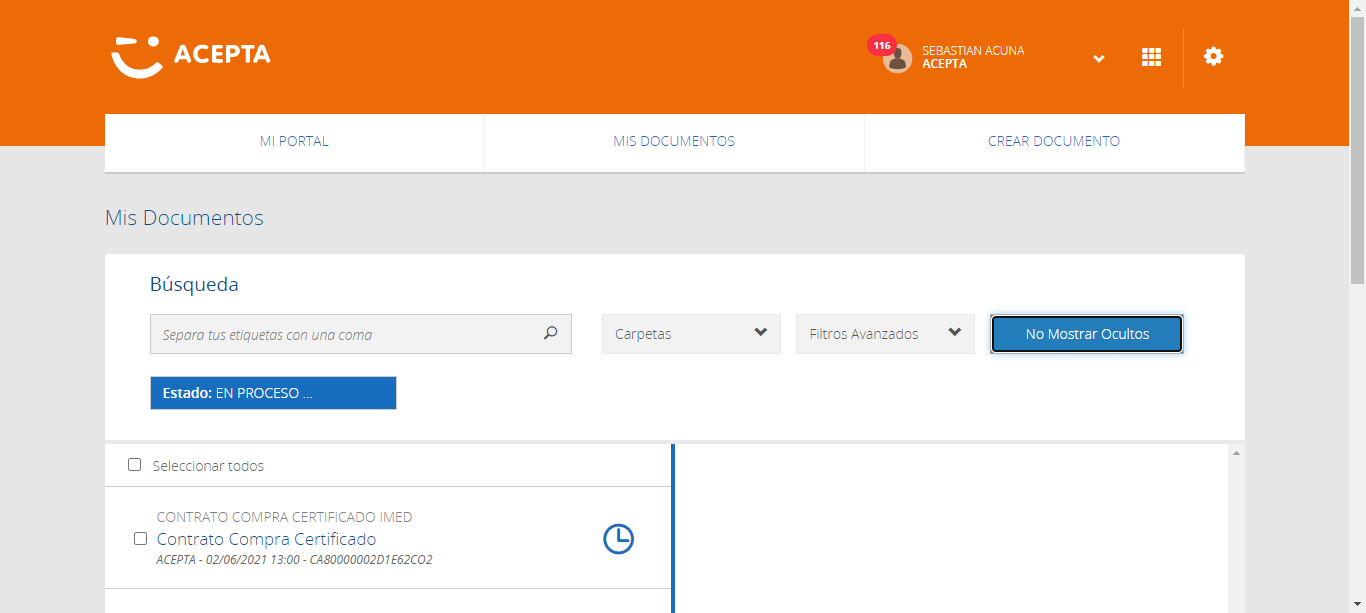 ACEPTA
116
SEBASTIAN ACUNA
ACEPTA
MI PORTAL
MIS DOCUMENTOS
CREAR DOCUMENTO
Mis Documentos
Búsqueda
Separa tus etiquetas con una coma
Carpetas
Filtros Avanzados
No Mostrar Ocultos
Estado: EN PROCESO ...
Seleccionar todos
CONTRATO COMPRA CERTIFICADO IMED
Contrato Compra Certificado
ACEPTA - 02/06/2021 13:00 - CA80000002D1E62CO2